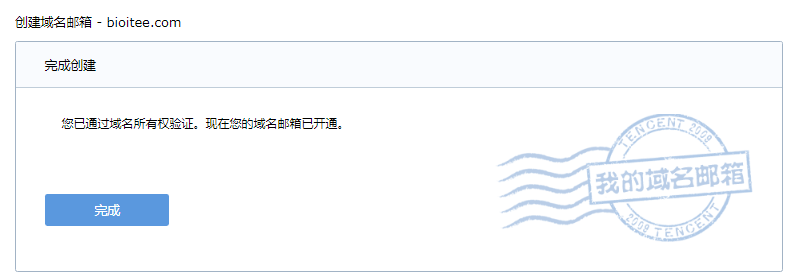 创建域名邮箱 - bioitee.com
完成创建
您已通过域名所有权验证。现在您的域名邮箱已开通。
TENCENT 2008
我的域名邮箱
2008 TENCENT
完成